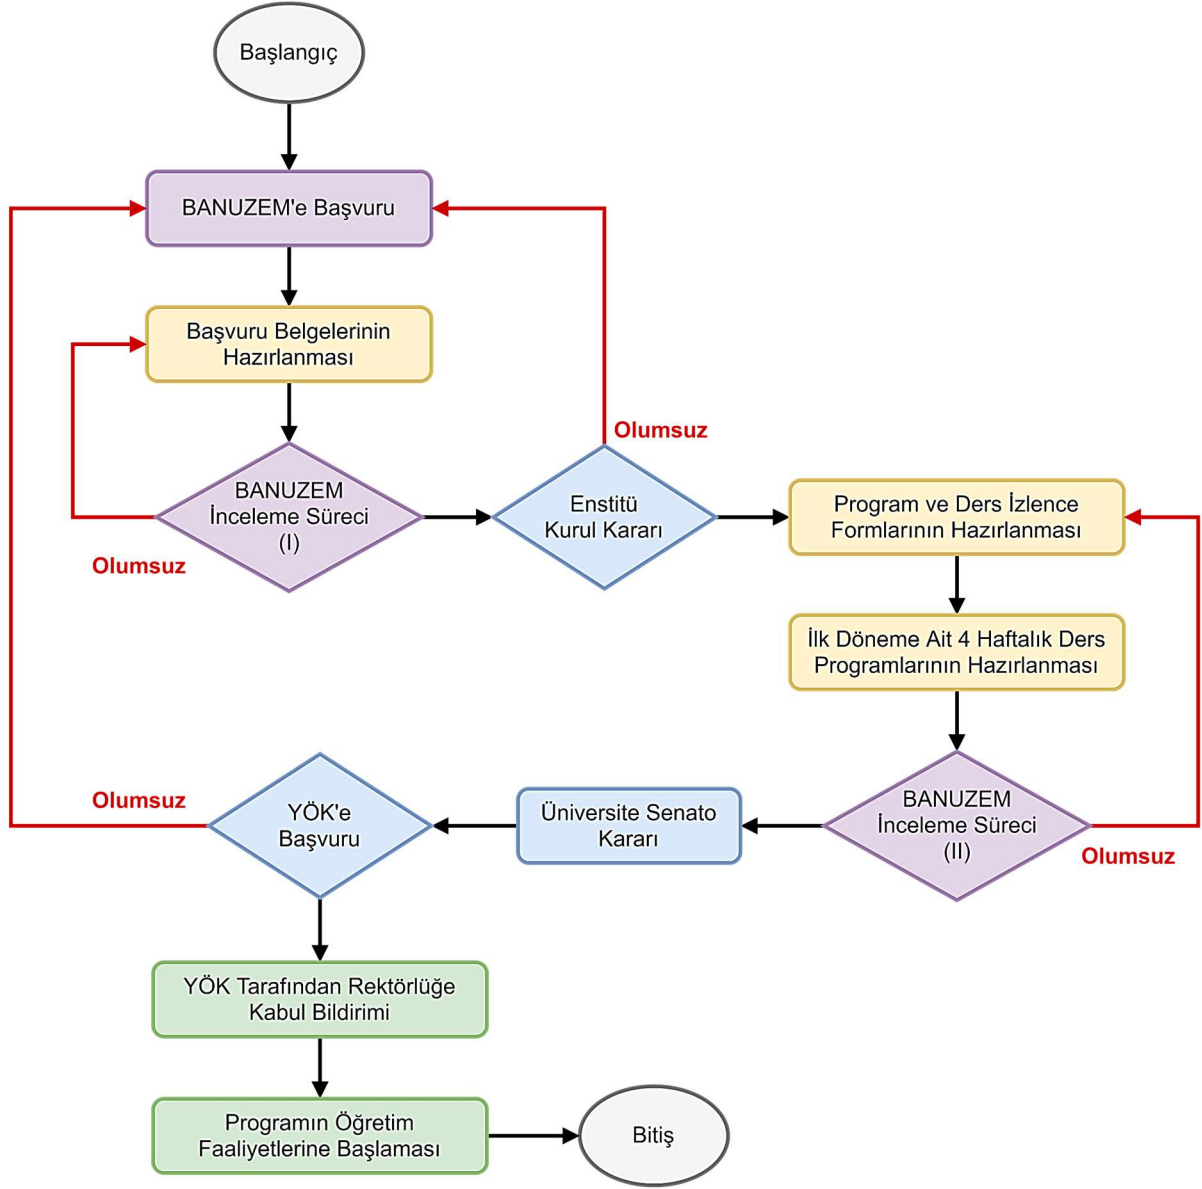 Başlangıç
BANUZEM'e Başvuru
Başvuru Belgelerinin
Hazırlanması
Olumsuz
BANUZEM
İnceleme Süreci
(I)
Olumsuz
Enstitü
Kurul Kararı
Program ve Ders İzlence
Formlarının Hazırlanması
İlk Döneme Ait 4 Haftalık Ders
Programlarının Hazırlanması
BANUZEM
İnceleme Süreci
(II)
Olumsuz
Üniversite Senato
Kararı
YÖK'e
Başvuru
Olumsuz
YÖK Tarafından Rektörlüğe
Kabul Bildirimi
Programın Öğretim
Faaliyetlerine Başlaması
Bitiş